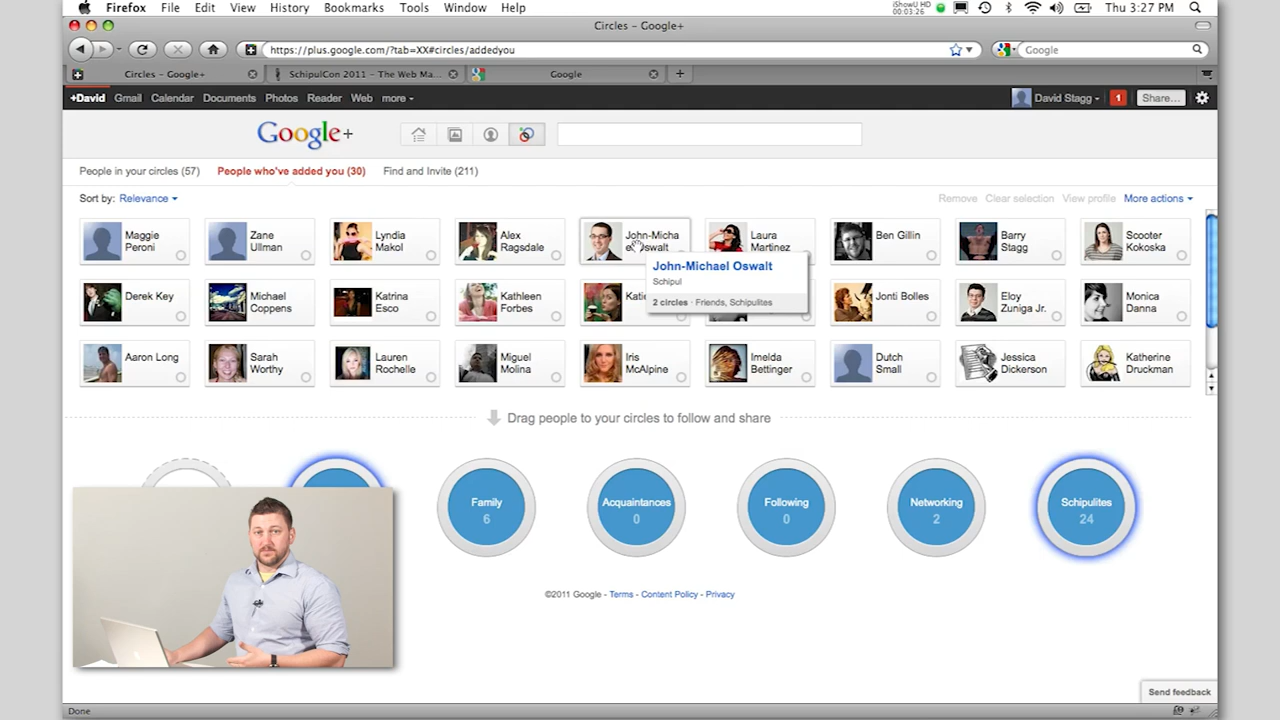 Firefox File Edit View History Bookmarks Tools Window Help
iShowU HD
00:03:26
Thu 3:27 PM
Circles – Google+
https://plus.google.com/?tab=XX#circles/addedyou
Google
Circles – Google+
SchipulCon 2011 – The Web Ma...
Google
+David Gmail Calendar Documents Photos Reader Web more
David Stagg 1 Share...
Google+
People in your circles (57) People who've added you (30) Find and Invite (211)
Sort by: Relevance
Remove Clear selection View profile More actions
Maggie Peroni
Zane Ullman
Lyndia Makol
Alex Ragsdale
John-Micha
Oswalt
Laura Martinez
Ben Gillin
Barry Stagg
Scooter Kokoska
John-Michael Oswalt
Schipul
2 circles · Friends, Schipulites
Derek Key
Michael Coppens
Katrina Esco
Kathleen Forbes
Jonti Bolles
Eloy Zuniga Jr.
Monica Danna
Aaron Long
Sarah Worthy
Lauren Rochelle
Miguel Molina
Iris McAlpine
Imelda Bettinger
Dutch Small
Jessica Dickerson
Katherine Druckman
Drag people to your circles to follow and share
Family
6
Acquaintances
0
Following
0
Networking
2
Schipulites
24
©2011 Google - Terms - Content Policy - Privacy
Send feedback
Done